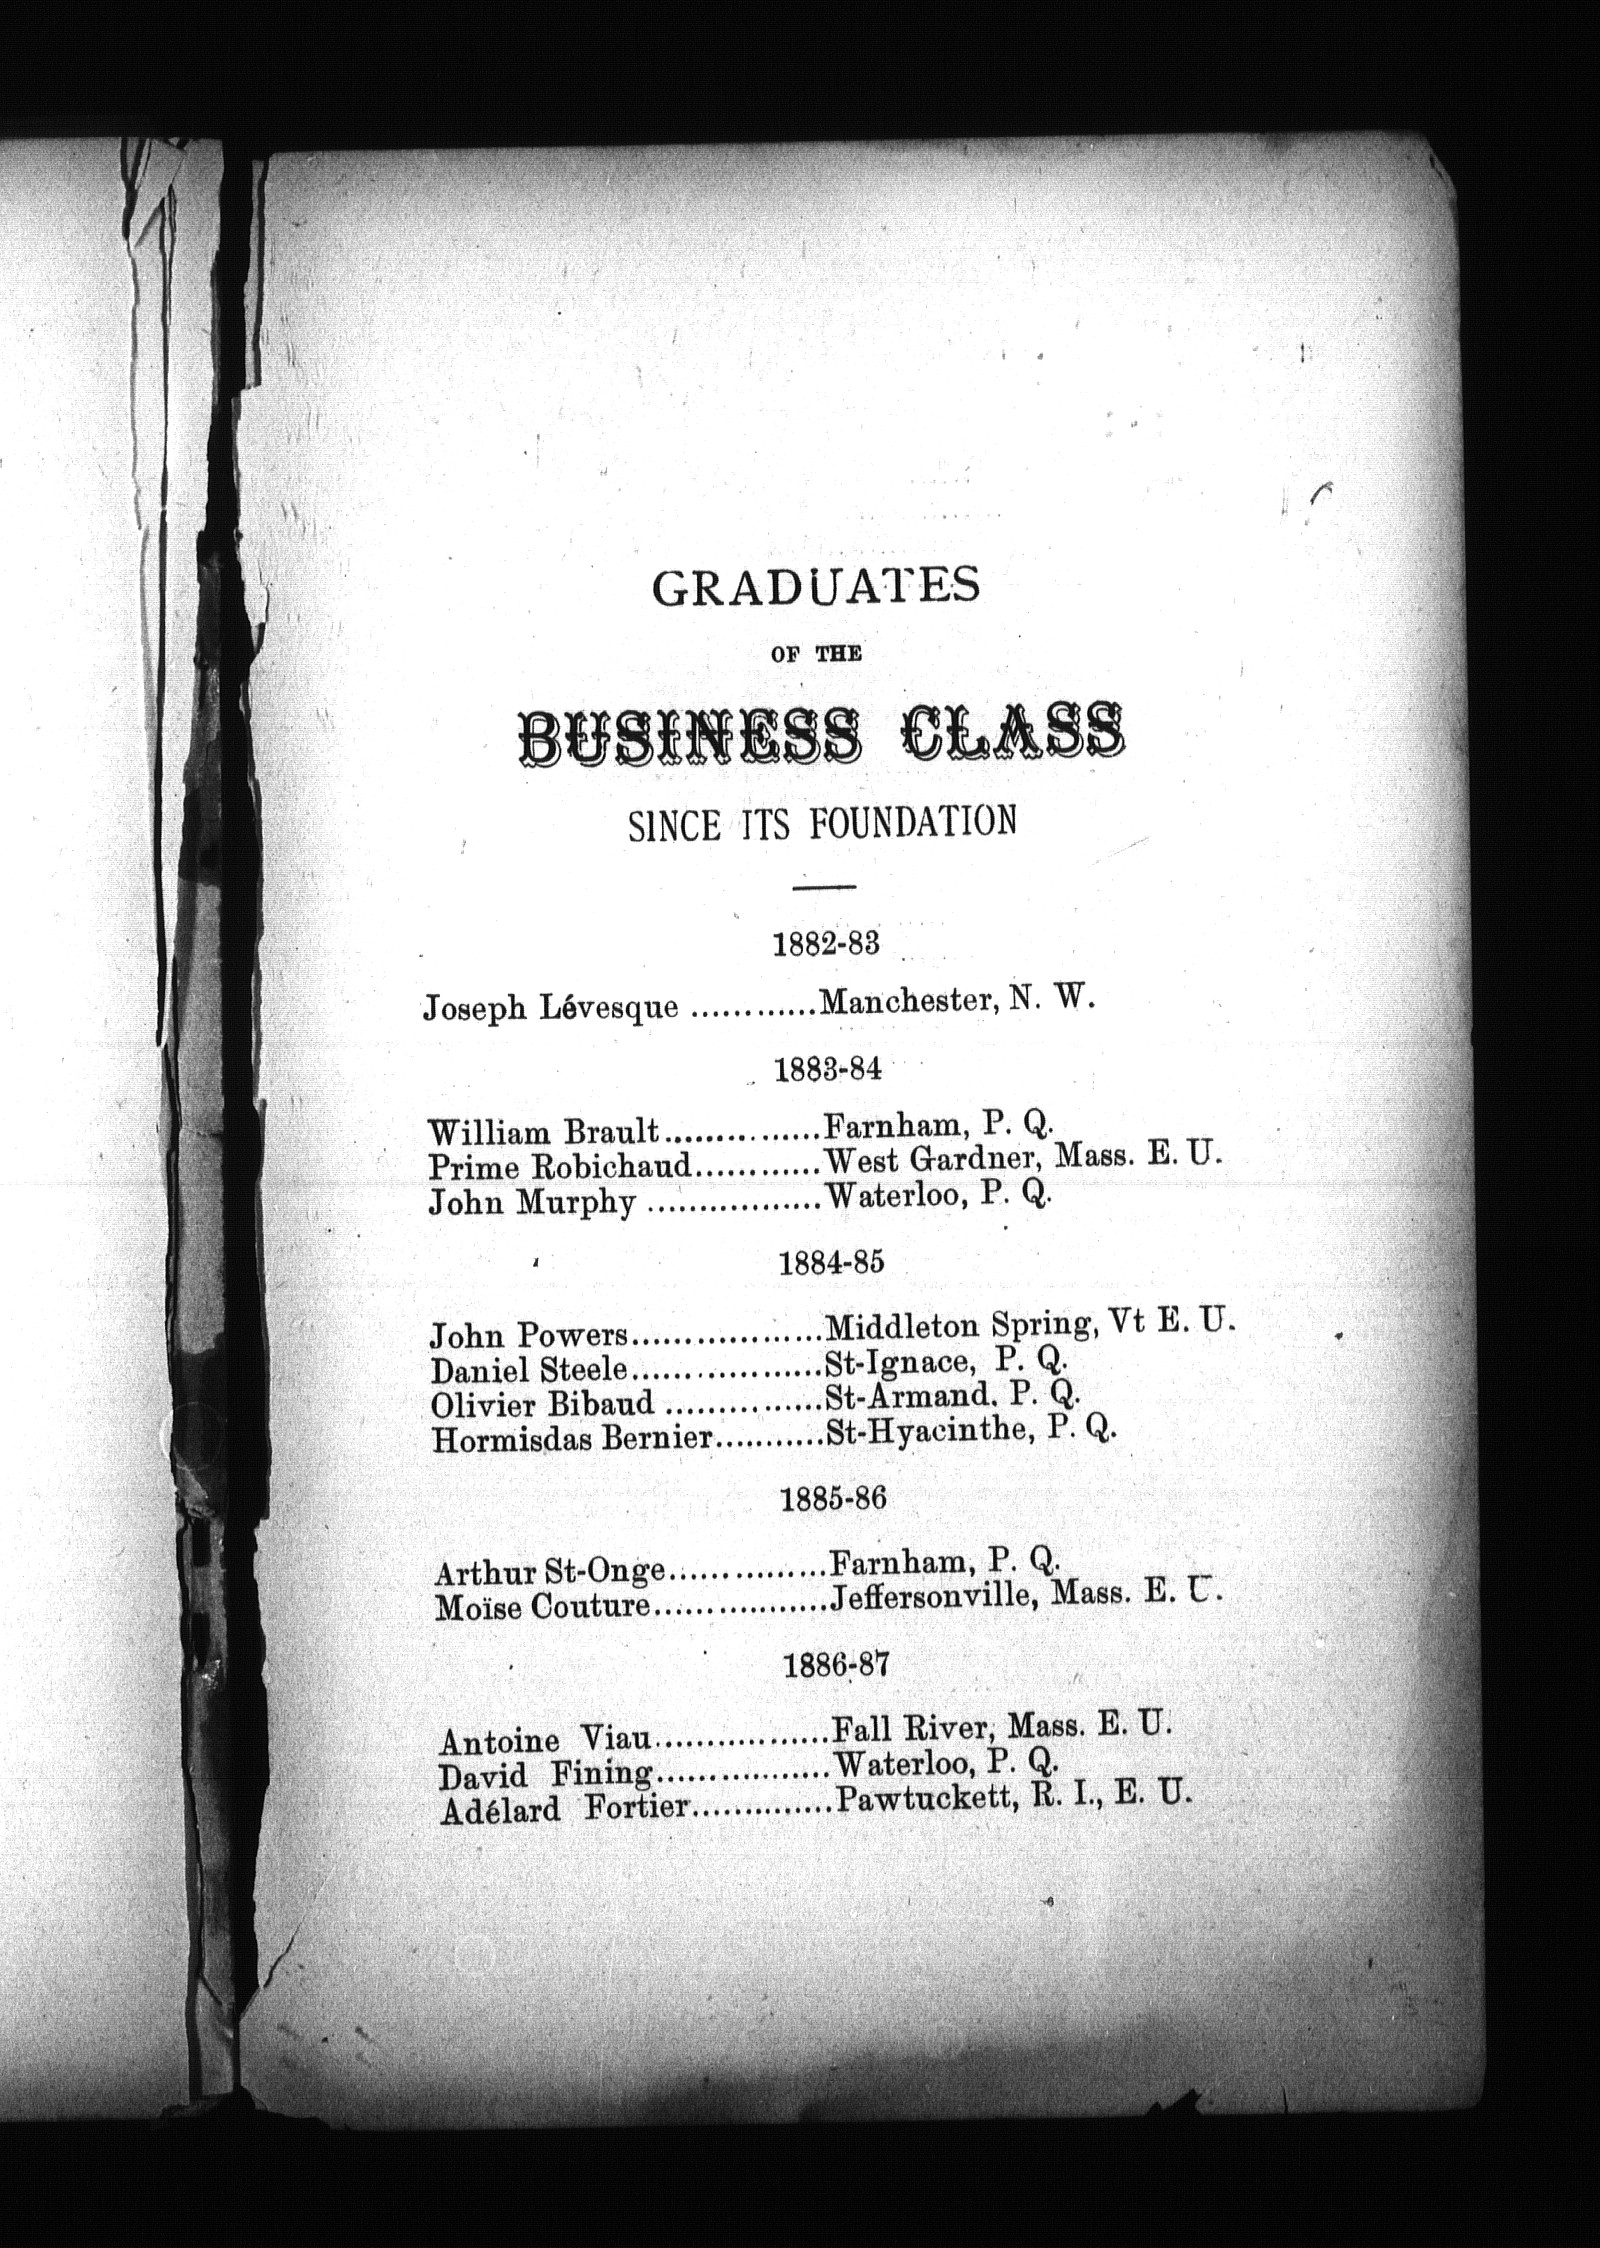 GRADUATES
OF THE
BUSINESS CLASS
SINCE ITS FOUNDATION
1882-83
Joseph Lévesque ............Manchester, N. W.
1883-84
William Brault...............Farnham, P. Q.
Prime Robichaud............West Gardner, Mass. E. U.
John Murphy .................Waterloo, P. Q.
1884-85
John Powers..................Middleton Spring, Vt E. U.
Daniel Steele..................St-Ignace, P. Q.
Olivier Bibaud ...............St-Armand. P. Q.
Hormisdas Bernier...........St-Hyacinthe, P. Q.
1885-86
Arthur St-Onge...............Farnham, P. Q.
Moïse Couture.................Jeffersonville, Mass. E. U.
1886-87
Antoine Viau.................Fall River, Mass. E. U.
David Fining.................Waterloo, P. Q.
Adélard Fortier..............Pawtuckett, R. I., E. U.